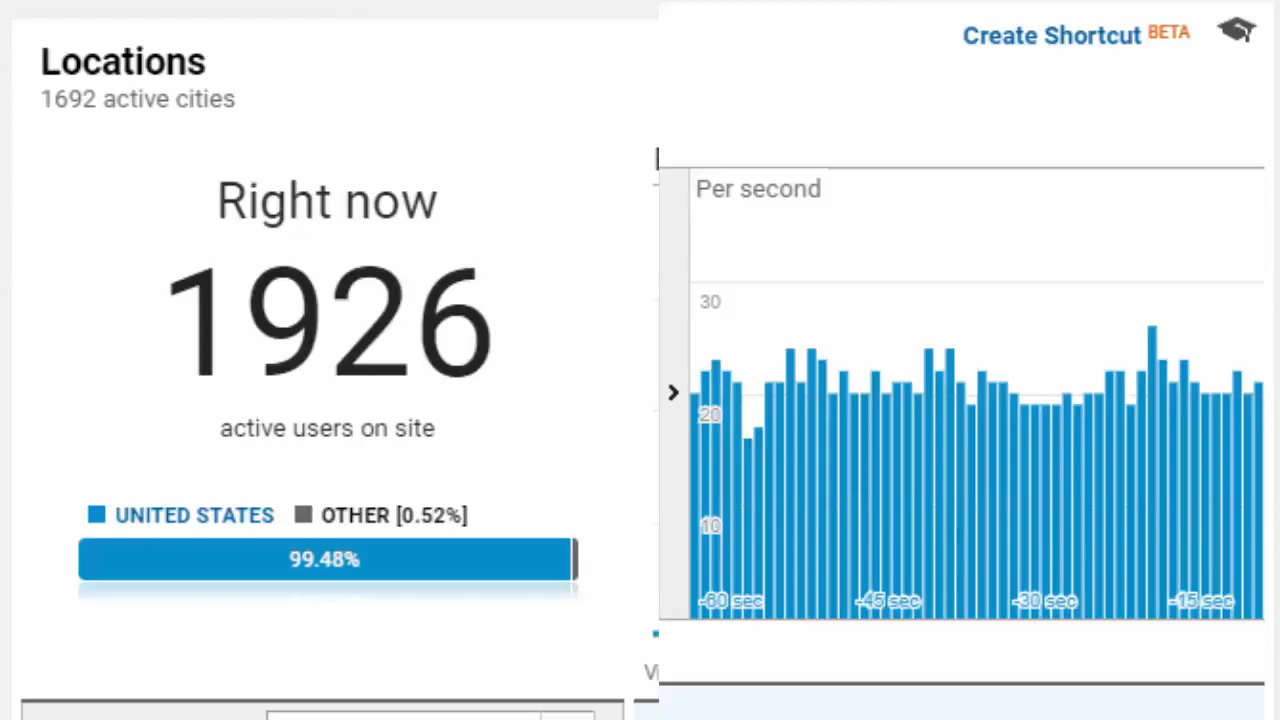 Locations
1692 active cities
Right now
1926
active users on site
UNITED STATES OTHER [0.52%]
99.48%
Create Shortcut BETA
Per second
30
20
10
-60 sec -45 sec -30 sec -15 sec